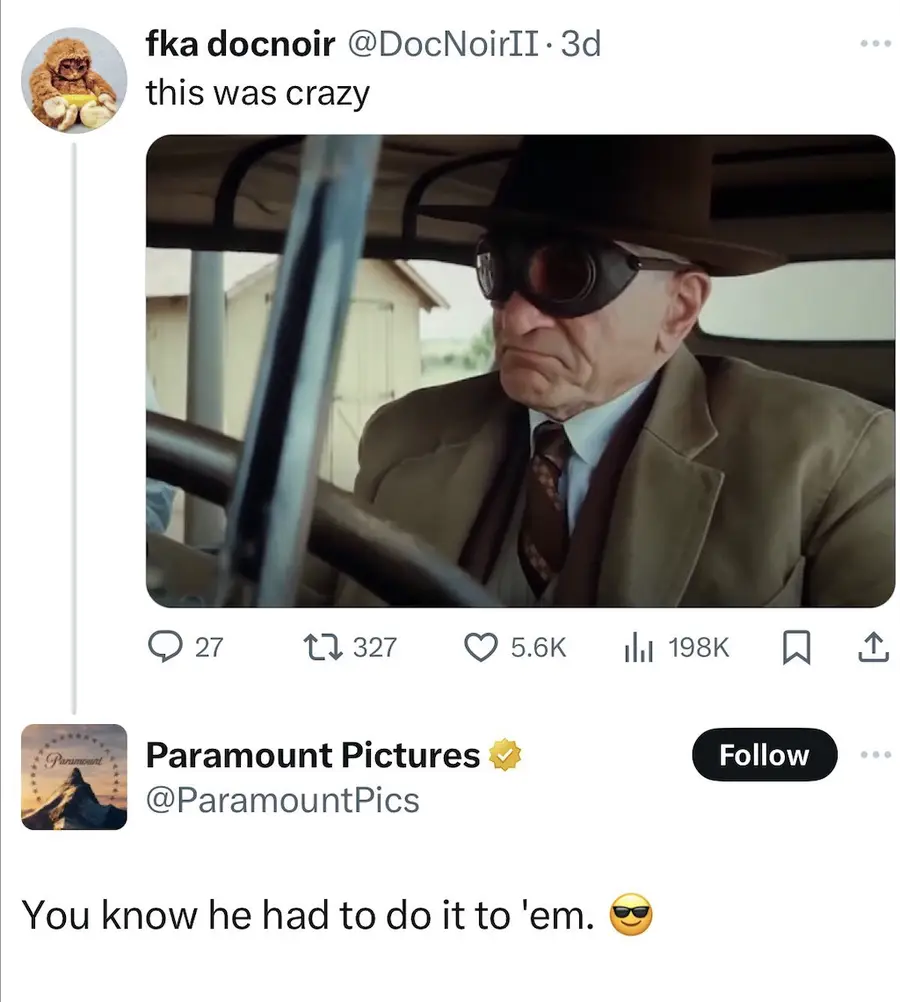 fka docnoir @DocNoirII · 3d
this was crazy
27 327 5.6K 198K
Paramount
Paramount Pictures
Follow
@ParamountPics
You know he had to do it to 'em. 😎